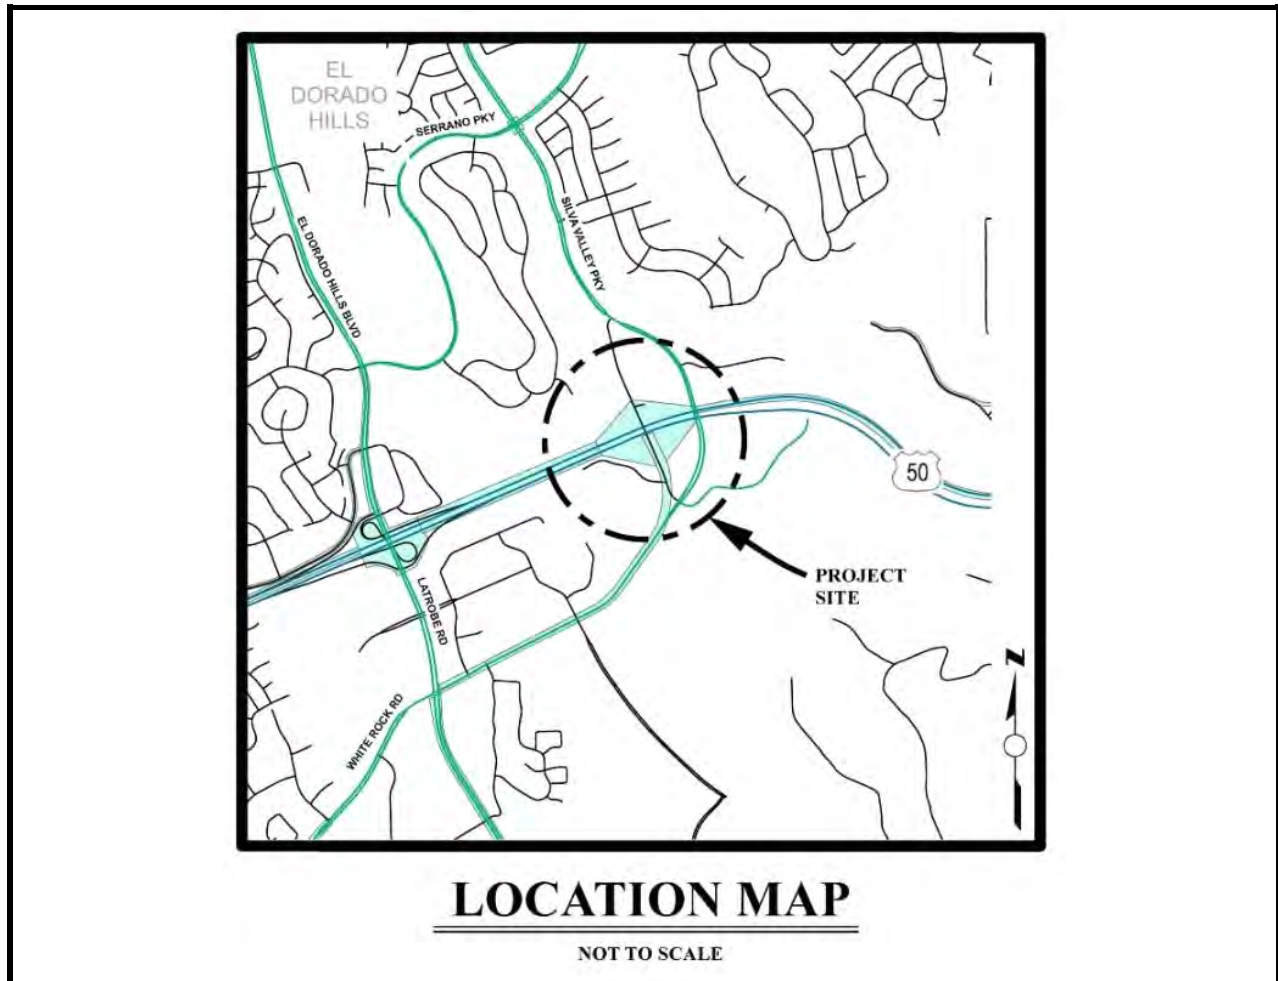 EL
DORADO
HILLS
SERRANO PKY
SILVA VALLEY PKY
EL DORADO HILLS BLVD
50
PROJECT
SITE
LATROBE RD
WHITE ROCK RD
N
LOCATION MAP
NOT TO SCALE